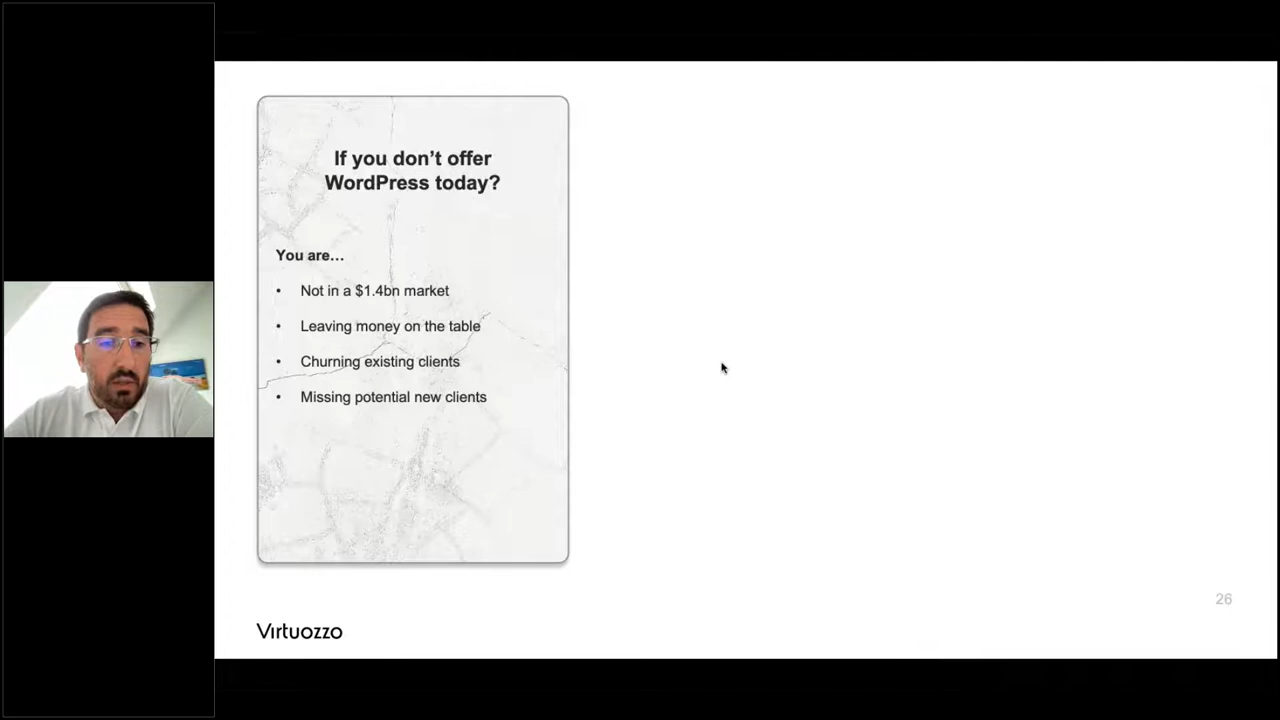 If you don’t offer
WordPress today?
You are…
• Not in a $1.4bn market
• Leaving money on the table
• Churning existing clients
• Missing potential new clients
26
Virtuozzo